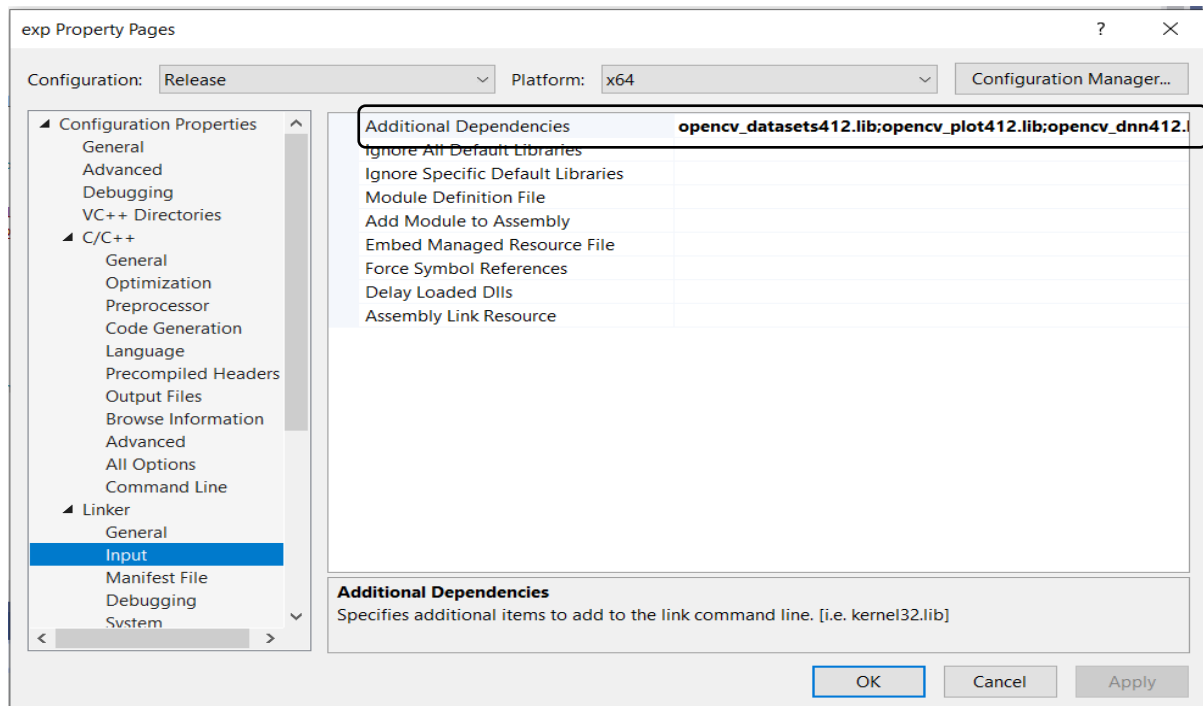 exp Property Pages
?
Configuration:
Release
Platform:
x64
Configuration Manager...
Configuration Properties
General
Advanced
Debugging
VC++ Directories
C/C++
General
Optimization
Preprocessor
Code Generation
Language
Precompiled Headers
Output Files
Browse Information
Advanced
All Options
Command Line
Linker
General
Input
Manifest File
Debugging
System
Additional Dependencies opencv_datasets412.lib;opencv_plot412.lib;opencv_dnn412.l
Ignore All Default Libraries
Ignore Specific Default Libraries
Module Definition File
Add Module to Assembly
Embed Managed Resource File
Force Symbol References
Delay Loaded Dlls
Assembly Link Resource
Additional Dependencies
Specifies additional items to add to the link command line. [i.e. kernel32.lib]
OK
Cancel
Apply